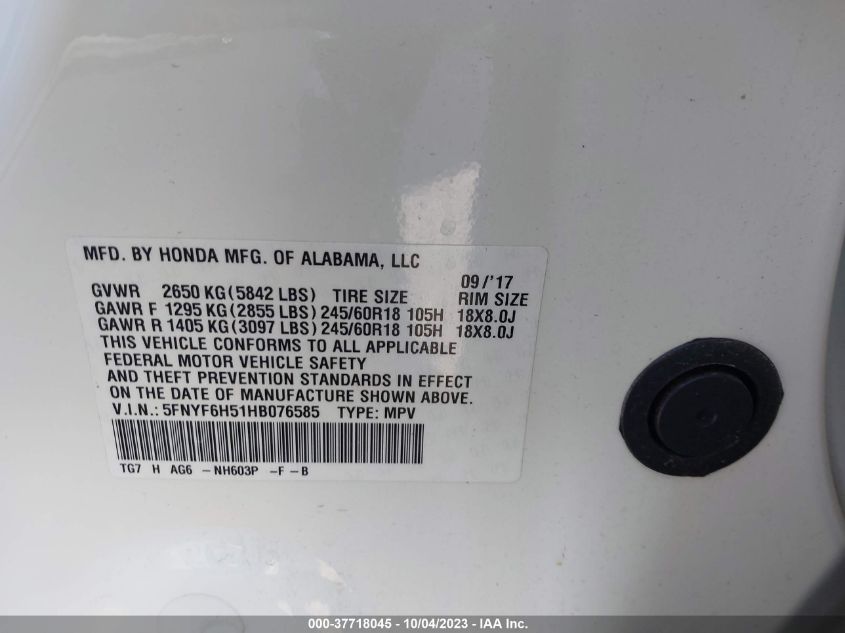 MFD. BY HONDA MFG. OF ALABAMA, LLC
09/'17
GVWR 2650 KG(5842 LBS) TIRE SIZE RIM SIZE
GAWR F 1295 KG(2855 LBS)245/60R18 105H 18X8.0J
GAWR R 1405 KG(3097 LBS)245/60R18 105H 18X8.0J
THIS VEHICLE CONFORMS TO ALL APPLICABLE
FEDERAL MOTOR VEHICLE SAFETY
AND THEFT PREVENTION STANDARDS IN EFFECT
ON THE DATE OF MANUFACTURE SHOWN ABOVE.
V.I.N.: 5FNYF6H51HB076585 TYPE: MPV
TG7 H AG6 -NH603P -F-B
000-37718045 - 10/04/2023 - IAA Inc.